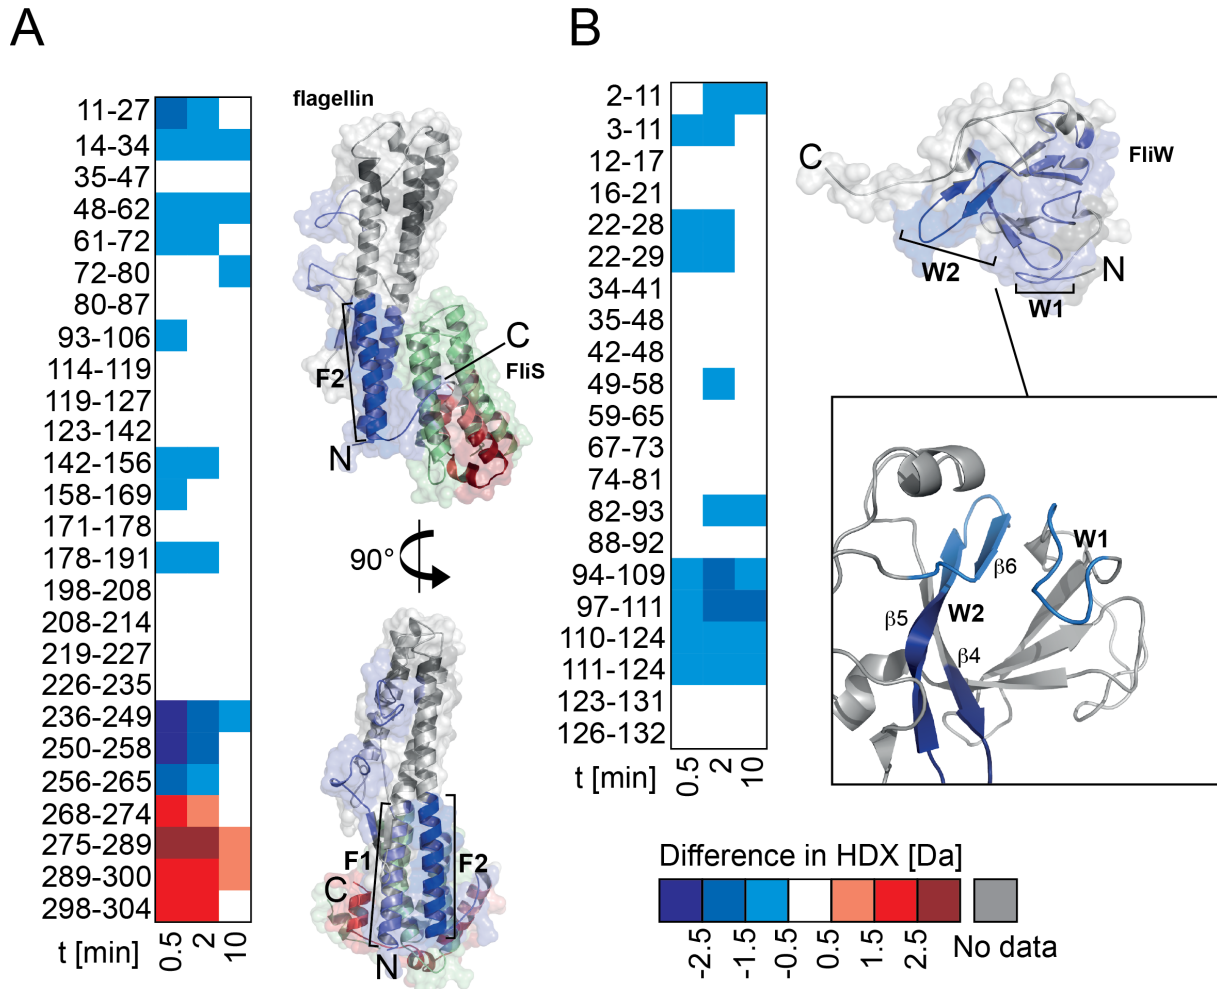 A
11-27
14-34
35-47
48-62
61-72
72-80
80-87
93-106
114-119
119-127
123-142
142-156
158-169
171-178
178-191
198-208
208-214
219-227
226-235
236-249
250-258
256-265
268-274
275-289
289-300
298-304
t [min]
0.5
2
10
flagellin
F2
N
C
FliS
90°
F1
F2
C
N
B
2-11
3-11
12-17
16-21
22-28
22-29
34-41
35-48
42-48
49-58
59-65
67-73
74-81
82-93
88-92
94-109
97-111
110-124
111-124
123-131
126-132
t [min]
0.5
2
10
C
FliW
W2
N
W1
W1
β6
W2
β5
β4
Difference in HDX [Da]
-2.5
-1.5
-0.5
0.5
1.5
2.5
No data